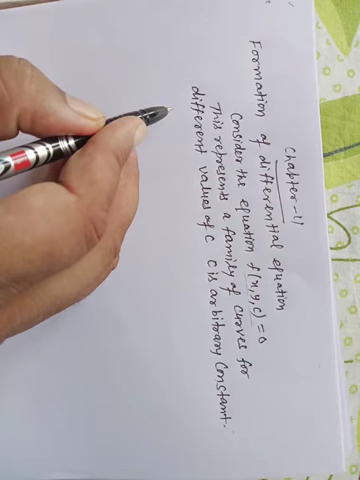 Chapter-11
Formation of differential equation
Consider the equation f(x,y,c) = 0
This represents a family of curves for
different values of c c is arbitrary constant.